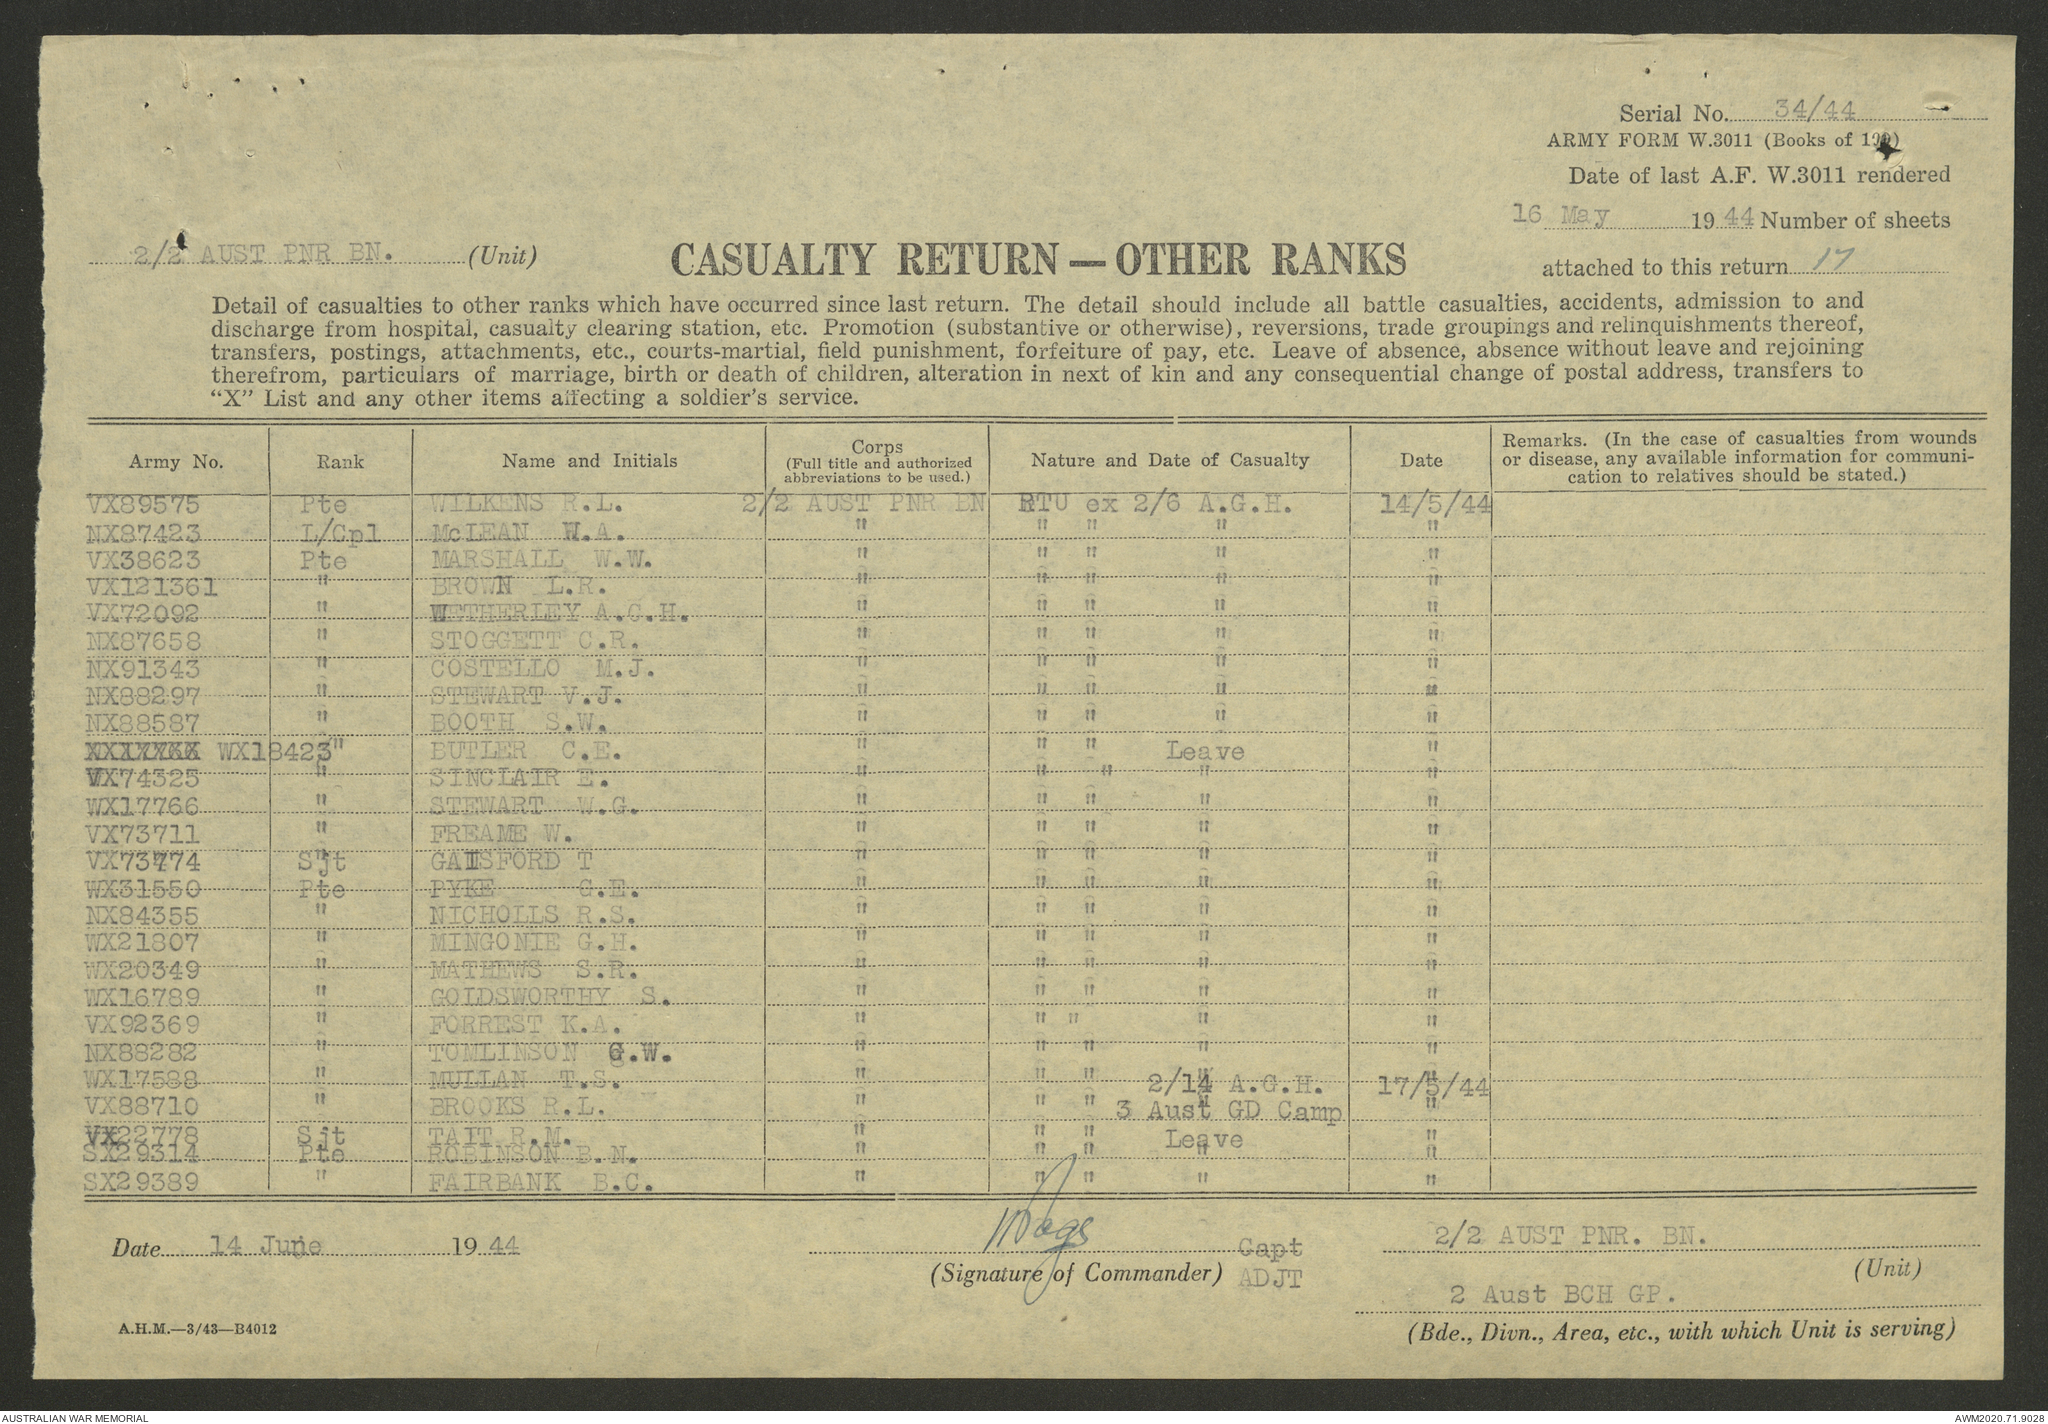 Serial No. 34/44
ARMY FORM W.3011 (Books of 100)
Date of last A.F. W.3011 rendered
16 May 1944 Number of sheets
attached to this return 17
2/2 AUST PNR BN. (Unit)
CASUALTY RETURN — OTHER RANKS
Detail of casualties to other ranks which have occurred since last return. The detail should include all battle casualties, accidents, admission to and
discharge from hospital, casualty clearing station, etc. Promotion (substantive or otherwise), reversions, trade groupings and relinquishments thereof,
transfers, postings, attachments, etc., courts-martial, field punishment, forfeiture of pay, etc. Leave of absence, absence without leave and rejoining
therefrom, particulars of marriage, birth or death of children, alteration in next of kin and any consequential change of postal address, transfers to
"X" List and any other items affecting a soldier's service.
Army No. Rank Name and Initials Corps (Full title and authorized abbreviations to be used.) Nature and Date of Casualty Date Remarks. (In the case of casualties from wounds or disease, any available information for communication to relatives should be stated.)
VX89575 Pte WILKENS R.L. 2/2 AUST PNR BN RTU ex 2/6 A.G.H. 14/5/44
NX87423 L/Cpl McLEAN H.A. " " " " "
VX38623 Pte MARSHALL W.W. " " " " "
VX121361 " BROWN L.R. " " " " "
VX72092 " WETHERLEY A.C.H. " " " " "
NX87658 " STOGGETT C.R. " " " " "
NX91343 " COSTELLO M.J. " " " " "
NX88297 " STEWART V.J. " " " " "
NX88587 " BOOTH S.W. " " " " "
WX18423 " BUTLER C.E. " " " Leave "
VX74325 " SINCLAIR E. " " " " "
WX17766 " STEWART W.G. " " " " "
VX73711 " FREAME W. " " " " "
VX73474 Sjt GAISFORD T " " " " "
WX31550 Pte PYKE G.E. " " " " "
NX84355 " NICHOLLS R.S. " " " " "
WX21807 " MINGONIE G.H. " " " " "
WX20349 " MATHEWS S.R. " " " " "
WX16789 " GOLDSWORTHY S. " " " " "
VX92369 " FORREST K.A. " " " " "
NX88282 " TOMLINSON G.W. " " " " "
WX17588 " MULLAN T.S. " " " 2/14 A.G.H. 17/5/44
VX88710 " BROOKS R.L. " " " 3 Aust GD Camp "
VX22778 Sjt TAIT R.M. " " " Leave "
SX29314 Pte ROBINSON B.N. " " " " "
SX29389 " FAIRBANK B.C. " " " " "
Date 14 June 1944
Capt
(Signature of Commander) ADJT
2/2 AUST PNR. BN.
(Unit)
2 Aust BCH GP.
(Bde., Divn., Area, etc., with which Unit is serving)
A.H.M.—3/43—B4012
AUSTRALIAN WAR MEMORIAL
AWM2020.71.9028